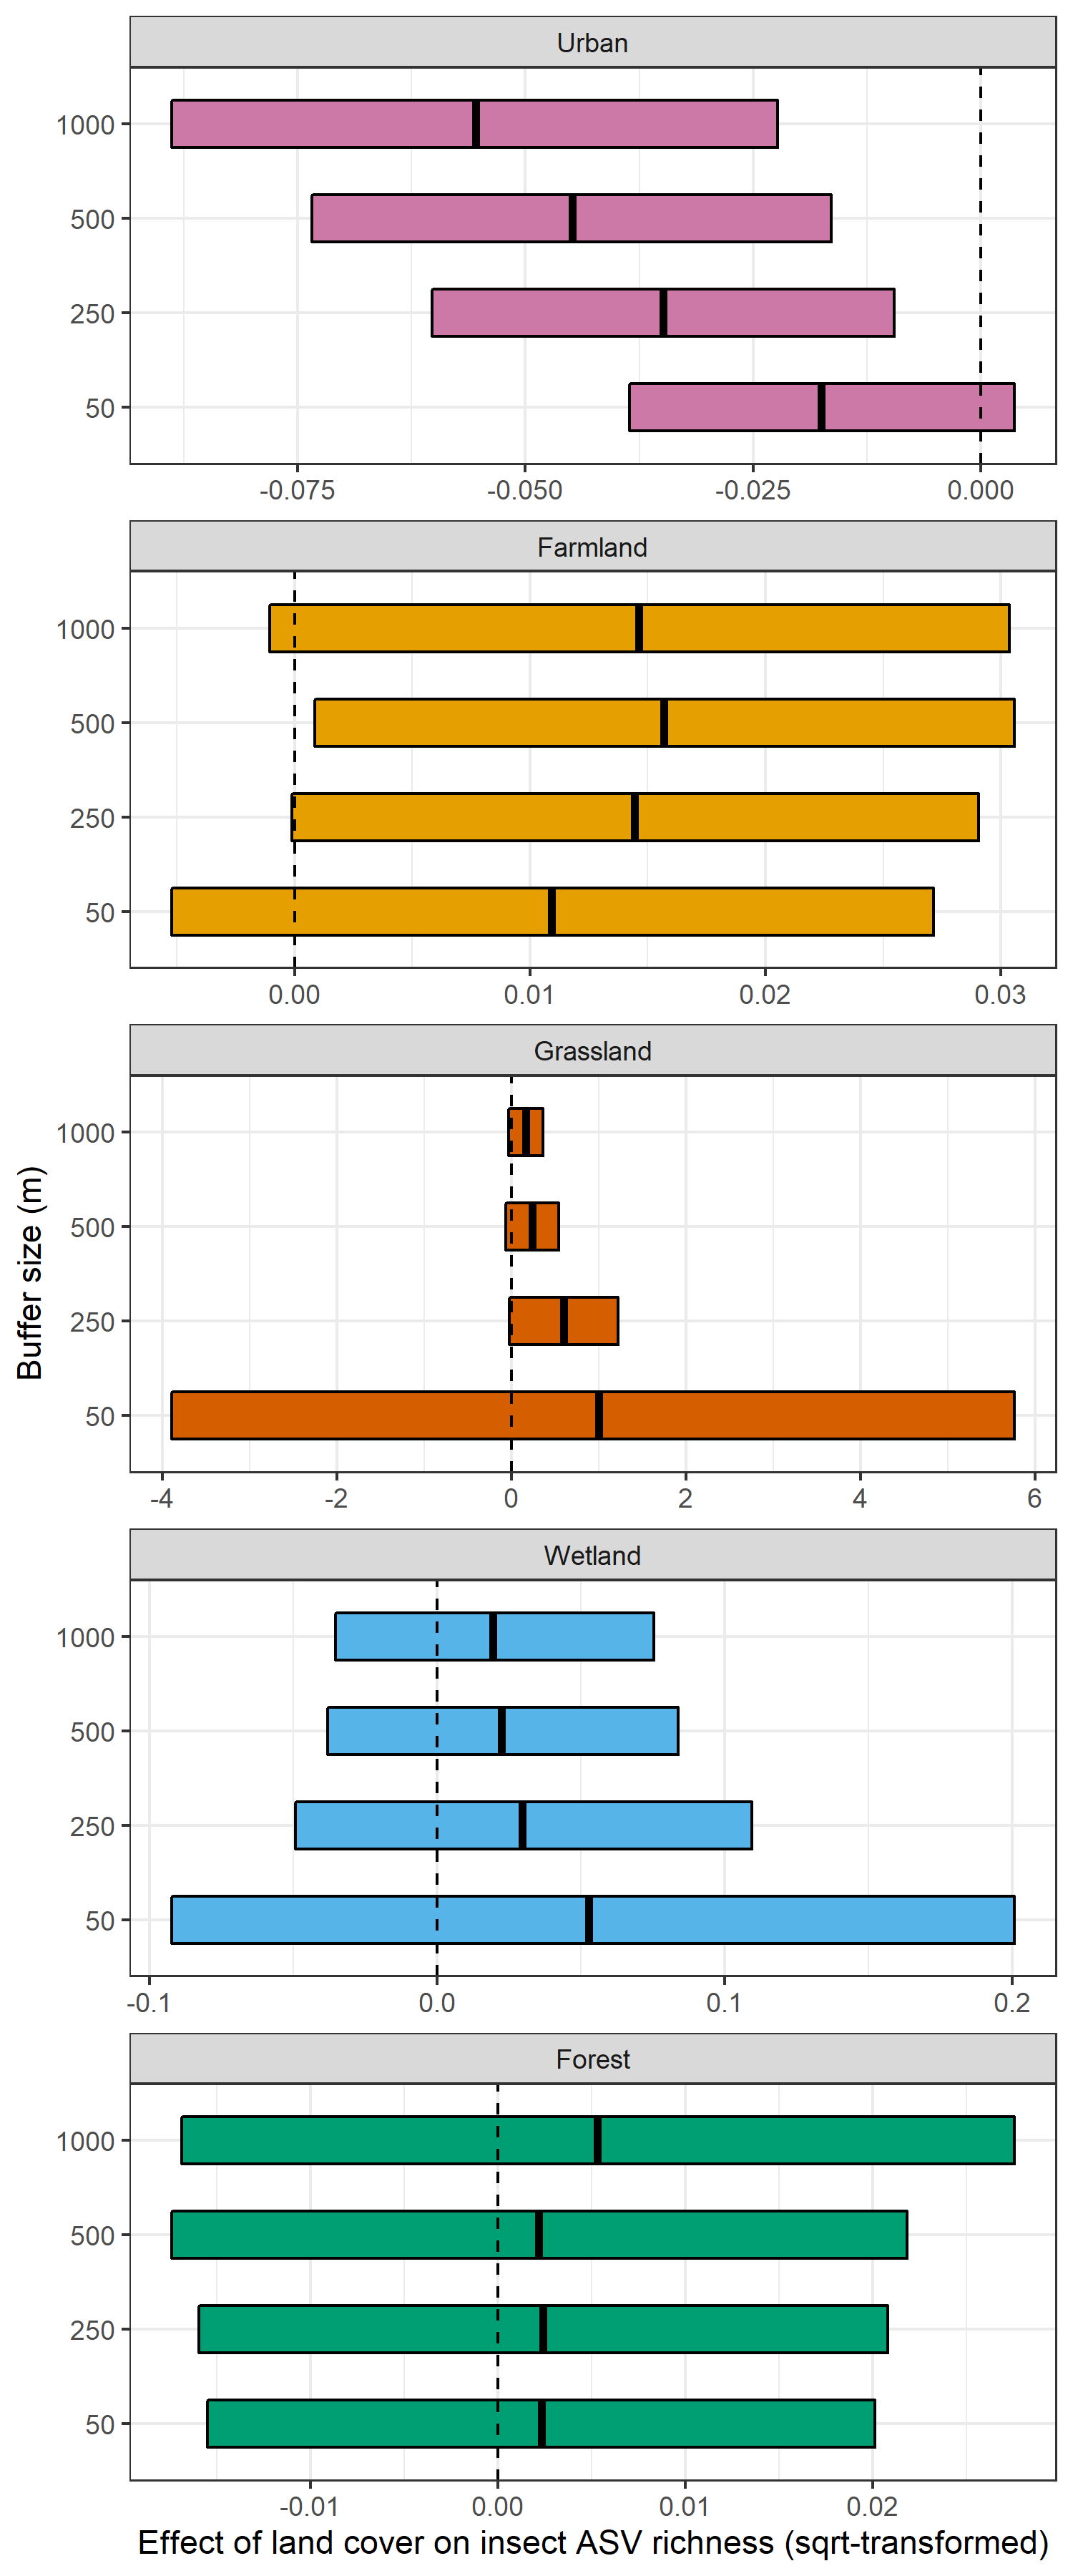 Urban
1000
500
250
50
-0.075 -0.050 -0.025 0.000
Farmland
1000
500
250
50
0.00 0.01 0.02 0.03
Grassland
1000
500
250
50
-4 -2 0 2 4 6
Wetland
1000
500
250
50
-0.1 0.0 0.1 0.2
Forest
1000
500
250
50
-0.01 0.00 0.01 0.02
Buffer size (m)
Effect of land cover on insect ASV richness (sqrt-transformed)